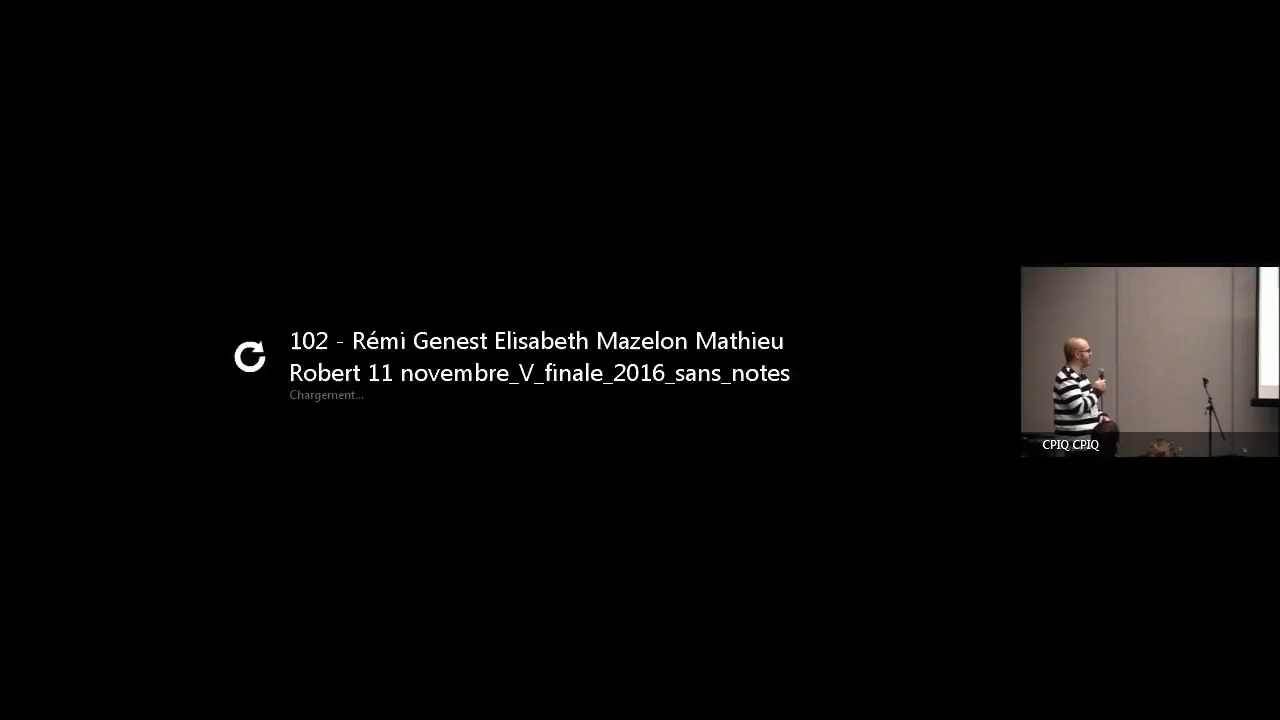 102 - Rémi Genest Elisabeth Mazelon Mathieu
Robert 11 novembre_V_finale_2016_sans_notes
Chargement...
CPIQ CPIQ